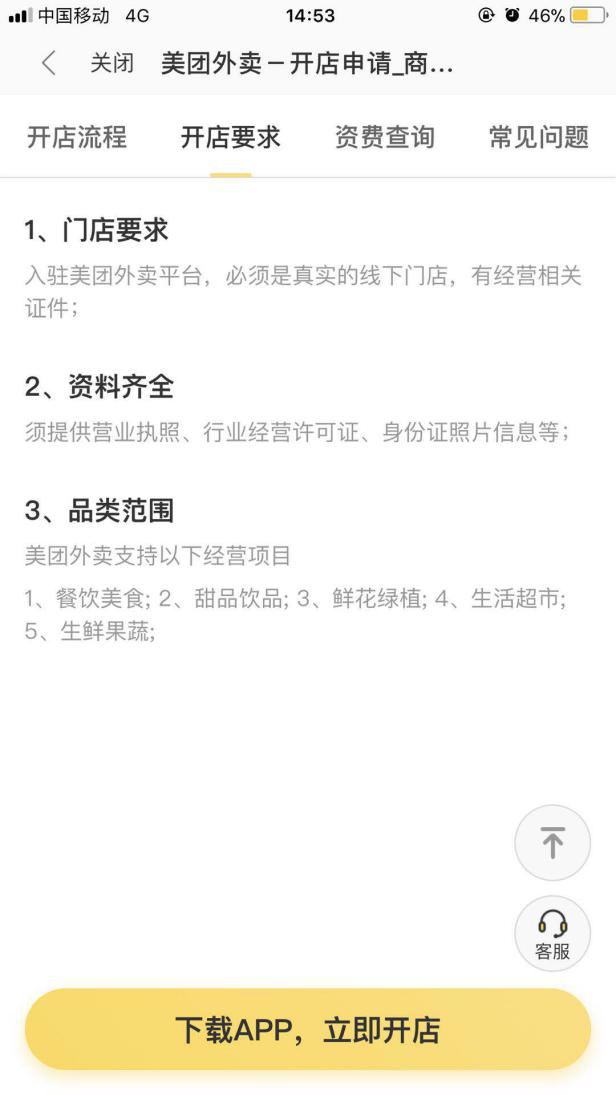 中国移动 4G 14:53 46%
关闭 美团外卖－开店申请_商...
开店流程 开店要求 资费查询 常见问题
1、门店要求
入驻美团外卖平台，必须是真实的线下门店，有经营相关
证件；
2、资料齐全
须提供营业执照、行业经营许可证、身份证照片信息等；
3、品类范围
美团外卖支持以下经营项目
1、餐饮美食; 2、甜品饮品; 3、鲜花绿植; 4、生活超市;
5、生鲜果蔬;
客服
下载APP，立即开店